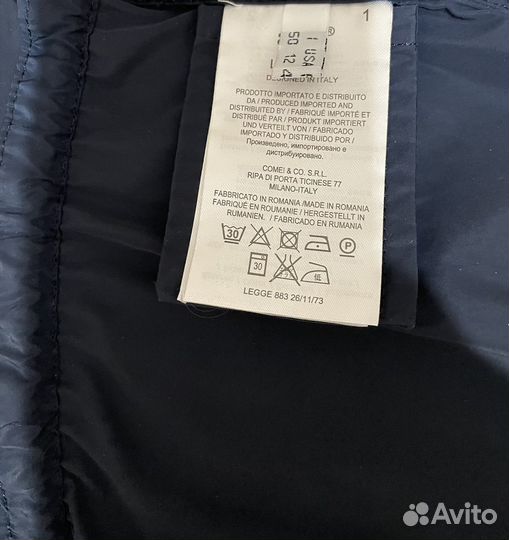 1
®
I USA F
50 12 4
DESIGNED IN ITALY
PRODOTTO IMPORTATO E DISTRIBUITO
DA / PRODUCED IMPORTED AND
DISTRIBUTED BY / FABRIQUÉ IMPORTÉ ET
DISTRIBUÉ PAR / PRODUKT IMPORTIERT
UND VERTEILT VON / FABRICADO
IMPORTADO Y DISTRIBUIDO POR /
Произведено, импортировано и
дистрибуировано.
COMEI & CO. S.R.L.
RIPA DI PORTA TICINESE 77
MILANO-ITALY
FABBRICATO IN ROMANIA /MADE IN ROMANIA
FABRIQUÉ EN ROUMANIE / HERGESTELLT IN
RUMANIEN. / FABRICADO EN RUMANIA
30
P
30
低
LEGGE 883 26/11/73
Avito